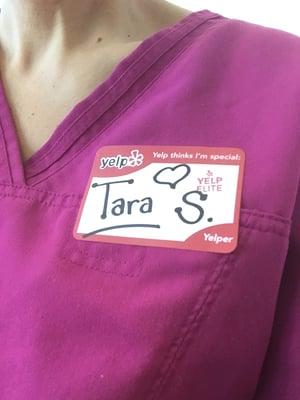 yelp Yelp thinks I'm special:
& YELP
ELITE
Tara S.
Yelper